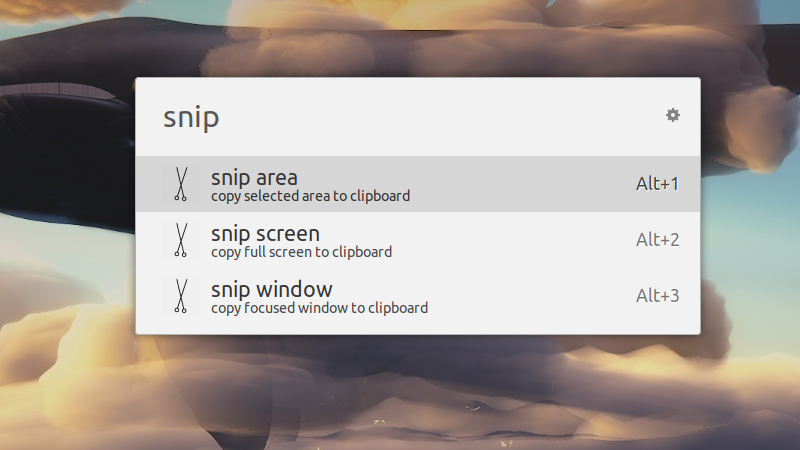 snip
snip area
copy selected area to clipboard
Alt+1
snip screen
copy full screen to clipboard
Alt+2
snip window
copy focused window to clipboard
Alt+3